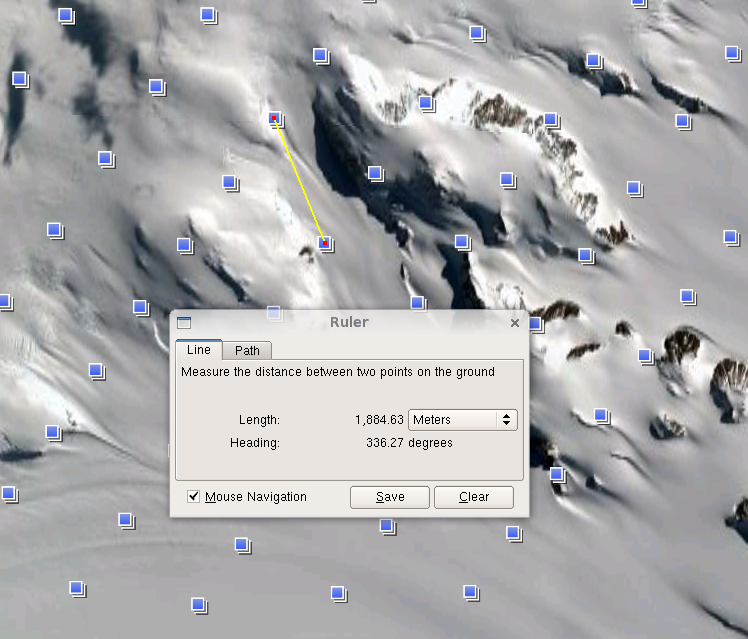 Ruler
Line Path
Measure the distance between two points on the ground
Length: 1,884.63 Meters
Heading: 336.27 degrees
Mouse Navigation Save Clear